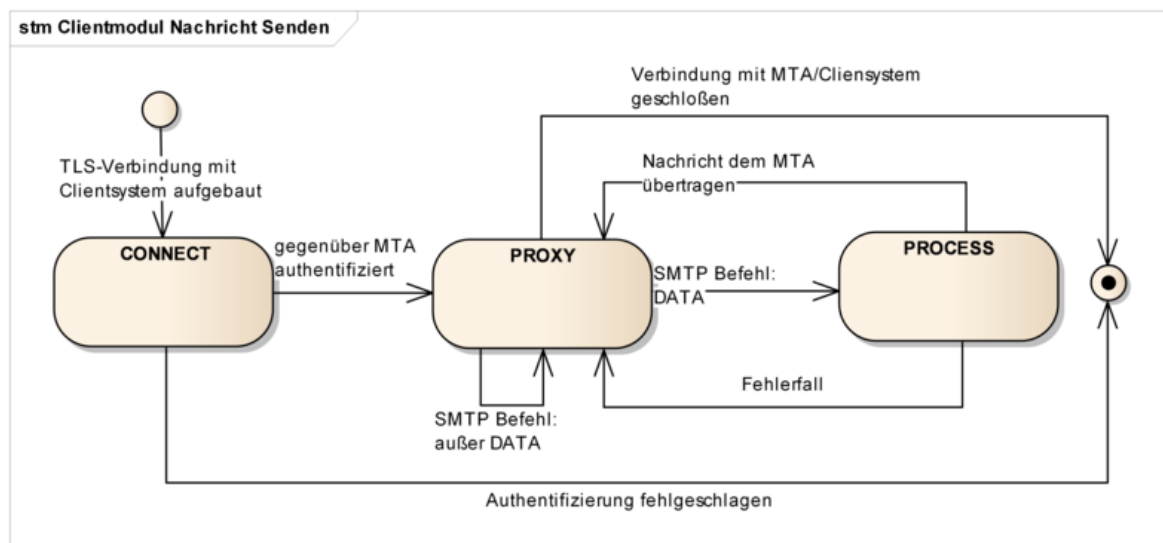 stm Clientmodul Nachricht Senden
Verbindung mit MTA/Cliensystem
geschloßen
TLS-Verbindung mit
Clientsystem aufgebaut
Nachricht dem MTA
übertragen
CONNECT
gegenüber MTA
authentifiziert
PROXY
SMTP Befehl:
DATA
PROCESS
SMTP Befehl:
außer DATA
Fehlerfall
Authentifizierung fehlgeschlagen